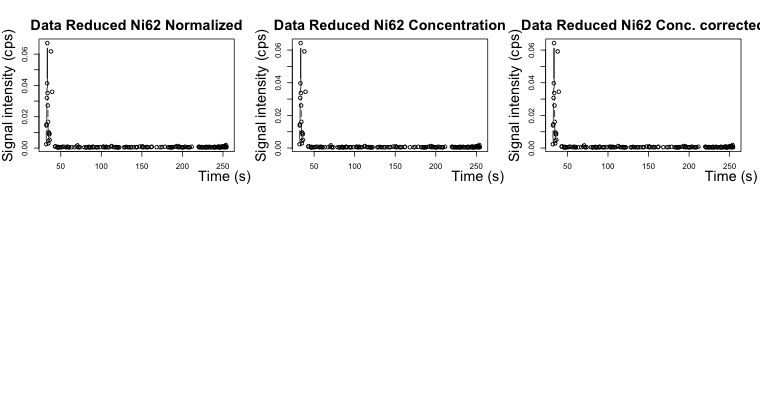 Data Reduced Ni62 Normalized
Signal intensity (cps)
0.00 0.02 0.04 0.06
50 100 150 200 250
Time (s)
Data Reduced Ni62 Concentration
Signal intensity (cps)
0.00 0.02 0.04 0.06
50 100 150 200 250
Time (s)
Data Reduced Ni62 Conc. corrected
Signal intensity (cps)
0.00 0.02 0.04 0.06
50 100 150 200 250
Time (s)